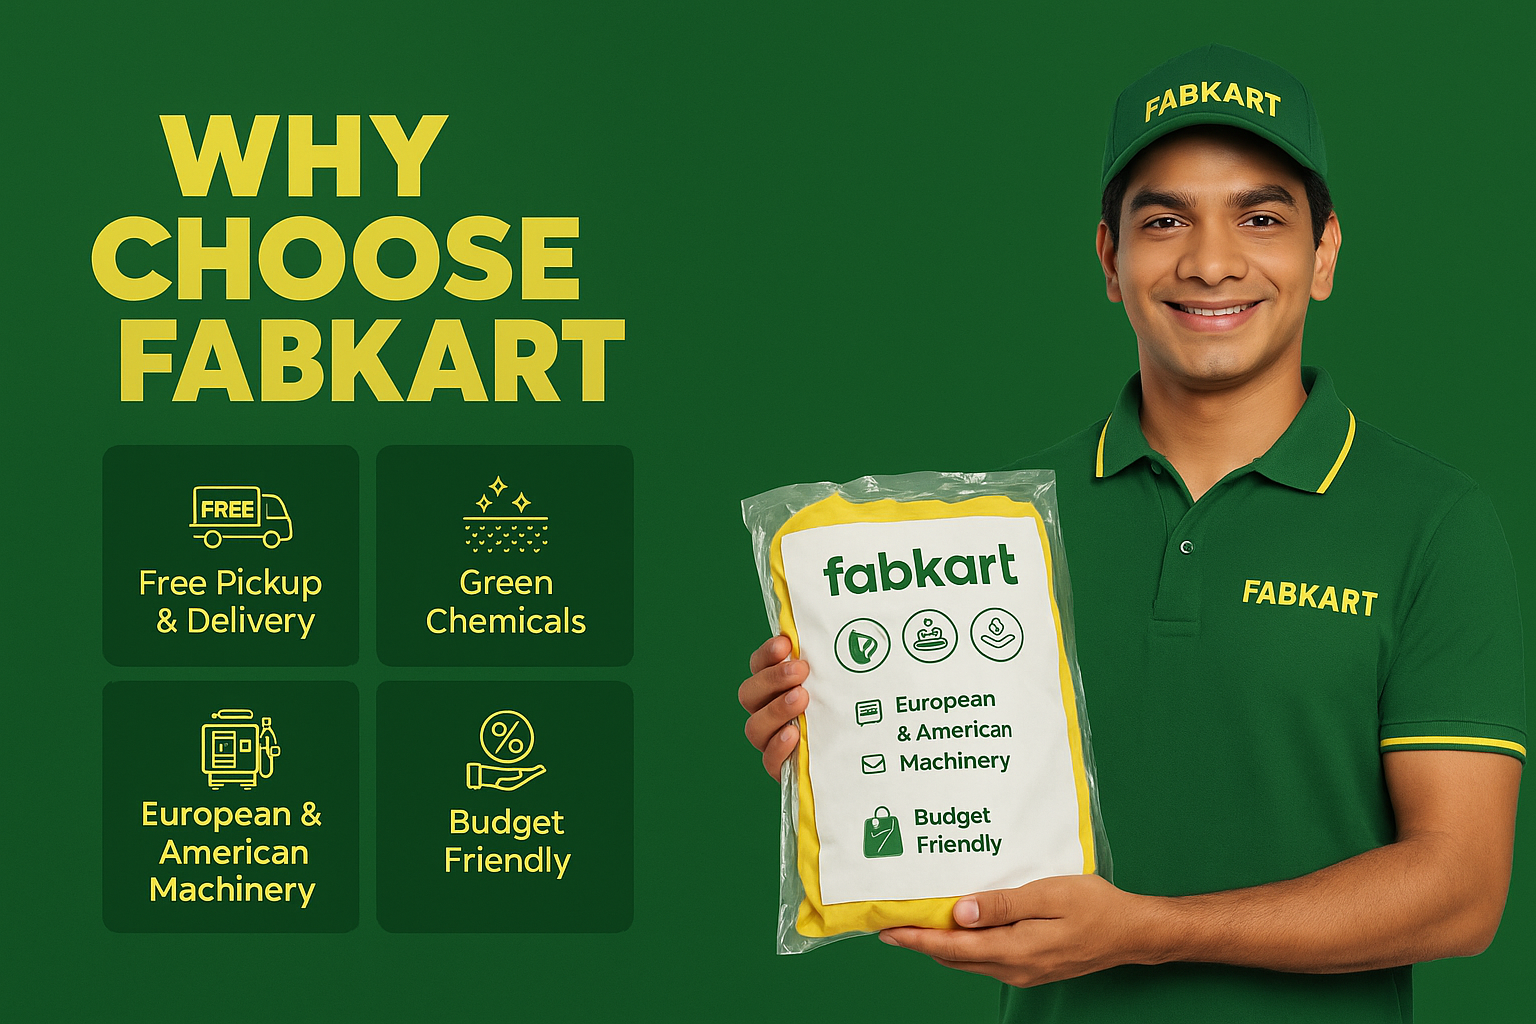 WHY
CHOOSE
FABKART
FREE
Free Pickup
& Delivery
Green
Chemicals
European &
American
Machinery
%
Budget
Friendly
FABKART
FABKART
fabkart
European
& American
Machinery
Budget
Friendly